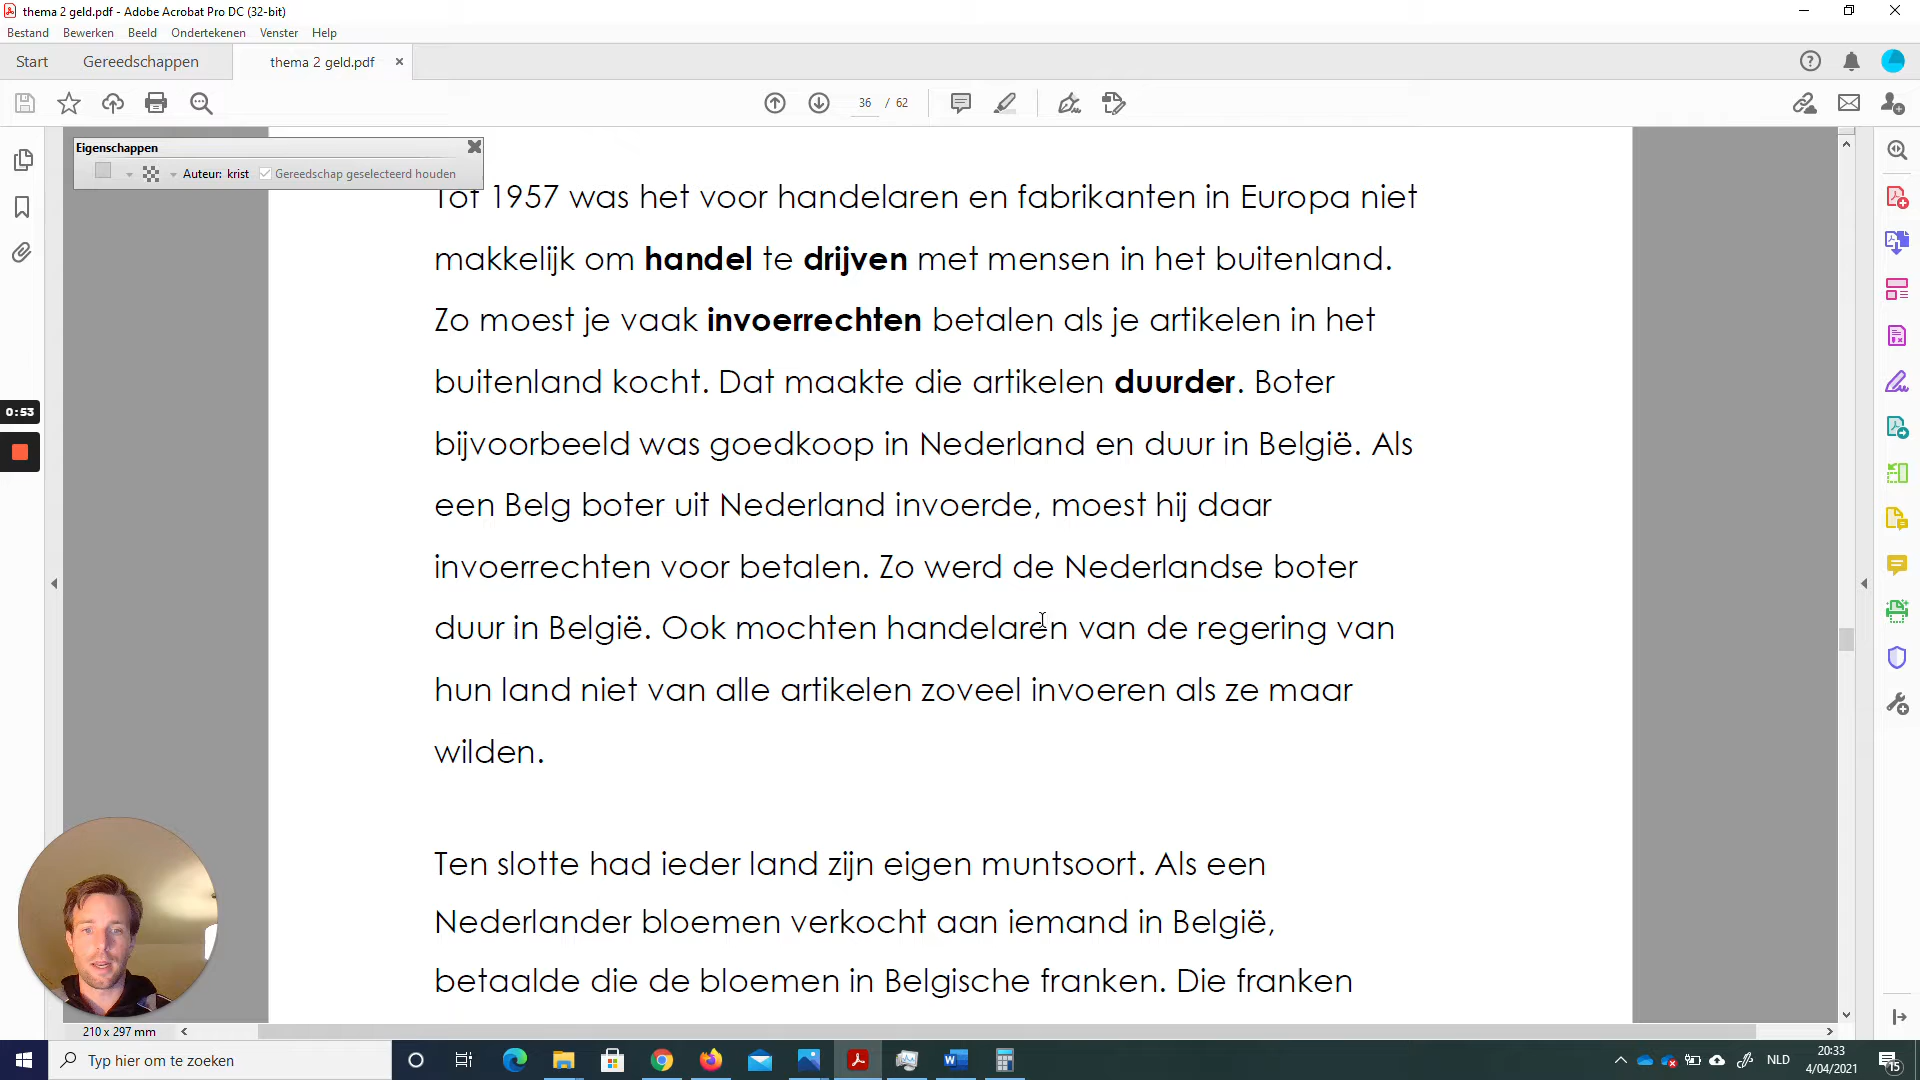 thema 2 geld.pdf - Adobe Acrobat Pro DC (32-bit)
Bestand Bewerken Beeld Ondertekenen Venster Help
Start Gereedschappen thema 2 geld.pdf
36 / 62
Eigenschappen
Auteur: krist Gereedschap geselecteerd houden
Tot 1957 was het voor handelaren en fabrikanten in Europa niet
makkelijk om handel te drijven met mensen in het buitenland.
Zo moest je vaak invoerrechten betalen als je artikelen in het
buitenland kocht. Dat maakte die artikelen duurder. Boter
0:53
bijvoorbeeld was goedkoop in Nederland en duur in België. Als
een Belg boter uit Nederland invoerde, moest hij daar
invoerrechten voor betalen. Zo werd de Nederlandse boter
duur in België. Ook mochten handelaren van de regering van
hun land niet van alle artikelen zoveel invoeren als ze maar
wilden.
Ten slotte had ieder land zijn eigen muntsoort. Als een
Nederlander bloemen verkocht aan iemand in België,
betaalde die de bloemen in Belgische franken. Die franken
210 x 297 mm
Typ hier om te zoeken
NLD
20:33
4/04/2021
15